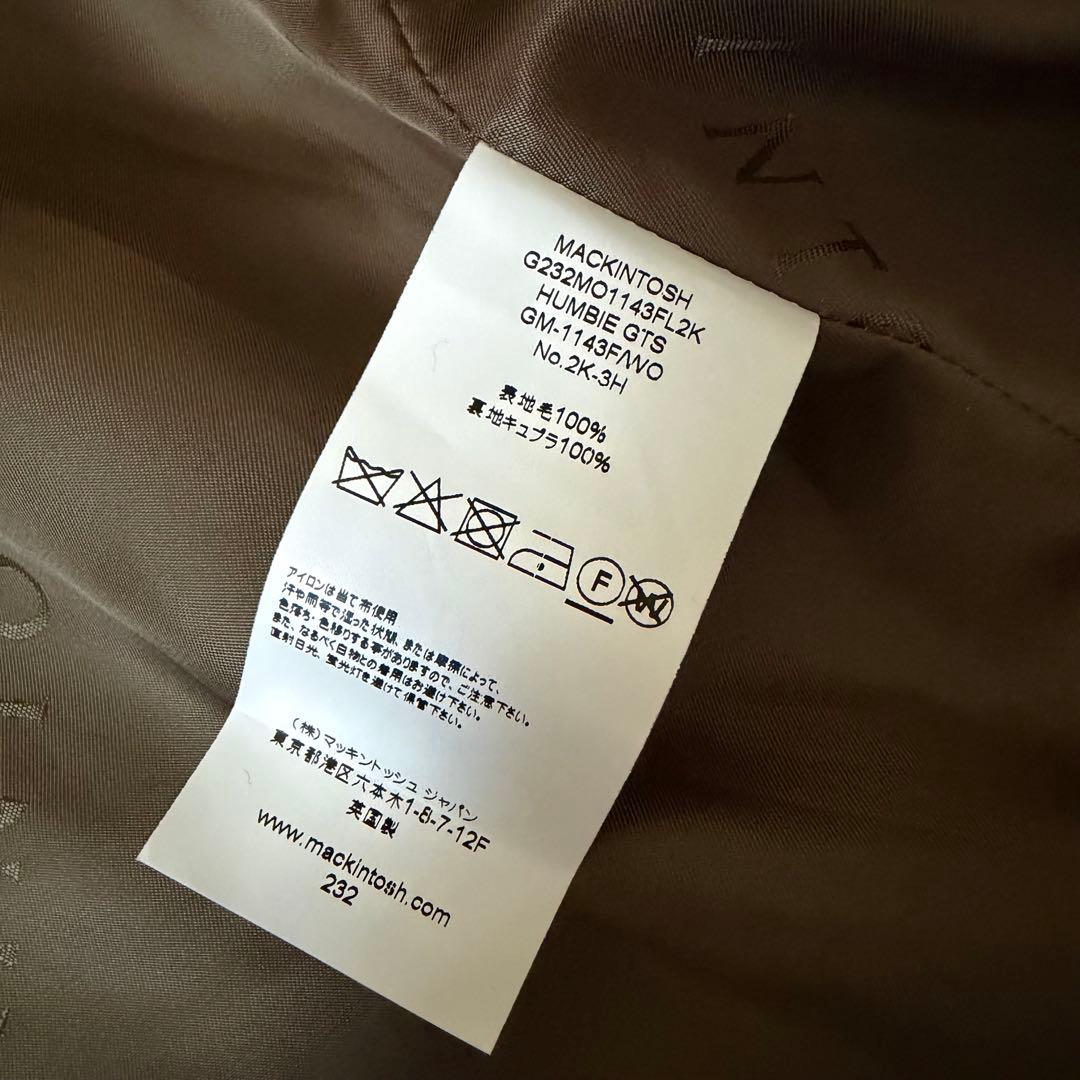 MACKINTOSH
G232MO1143FL2K
HUMBIE GTS
GM-1143F/WO
No.2K-3H
表地毛100%
裏地キュプラ100%
F
W
アイロンは当て布使用
汗や雨等で湿った状態、または摩擦によって、
色落ち・色移りする事がありますので、ご注意下さい。
また、なるべく白物との着用はお避け下さい。
直射日光、蛍光灯を避けて保管下さい。
(株)マッキントッシュ ジャパン
東京都港区六本木1-8-7-12F
英国製
www.mackintosh.com
232